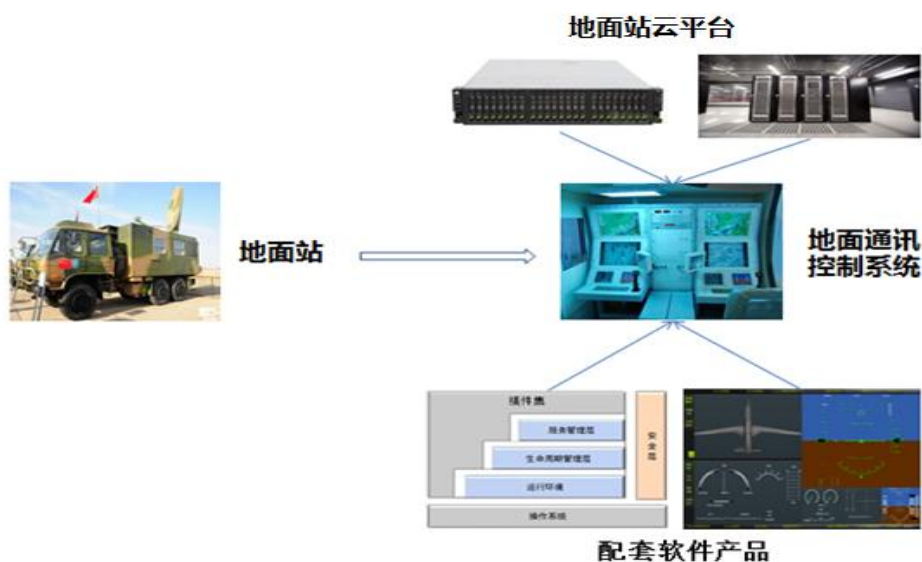 地面站云平台
地面站
地面通讯
控制系统
插件集
服务管理层
生命周期管理层
运行环境
安全层
操作系统
配套软件产品